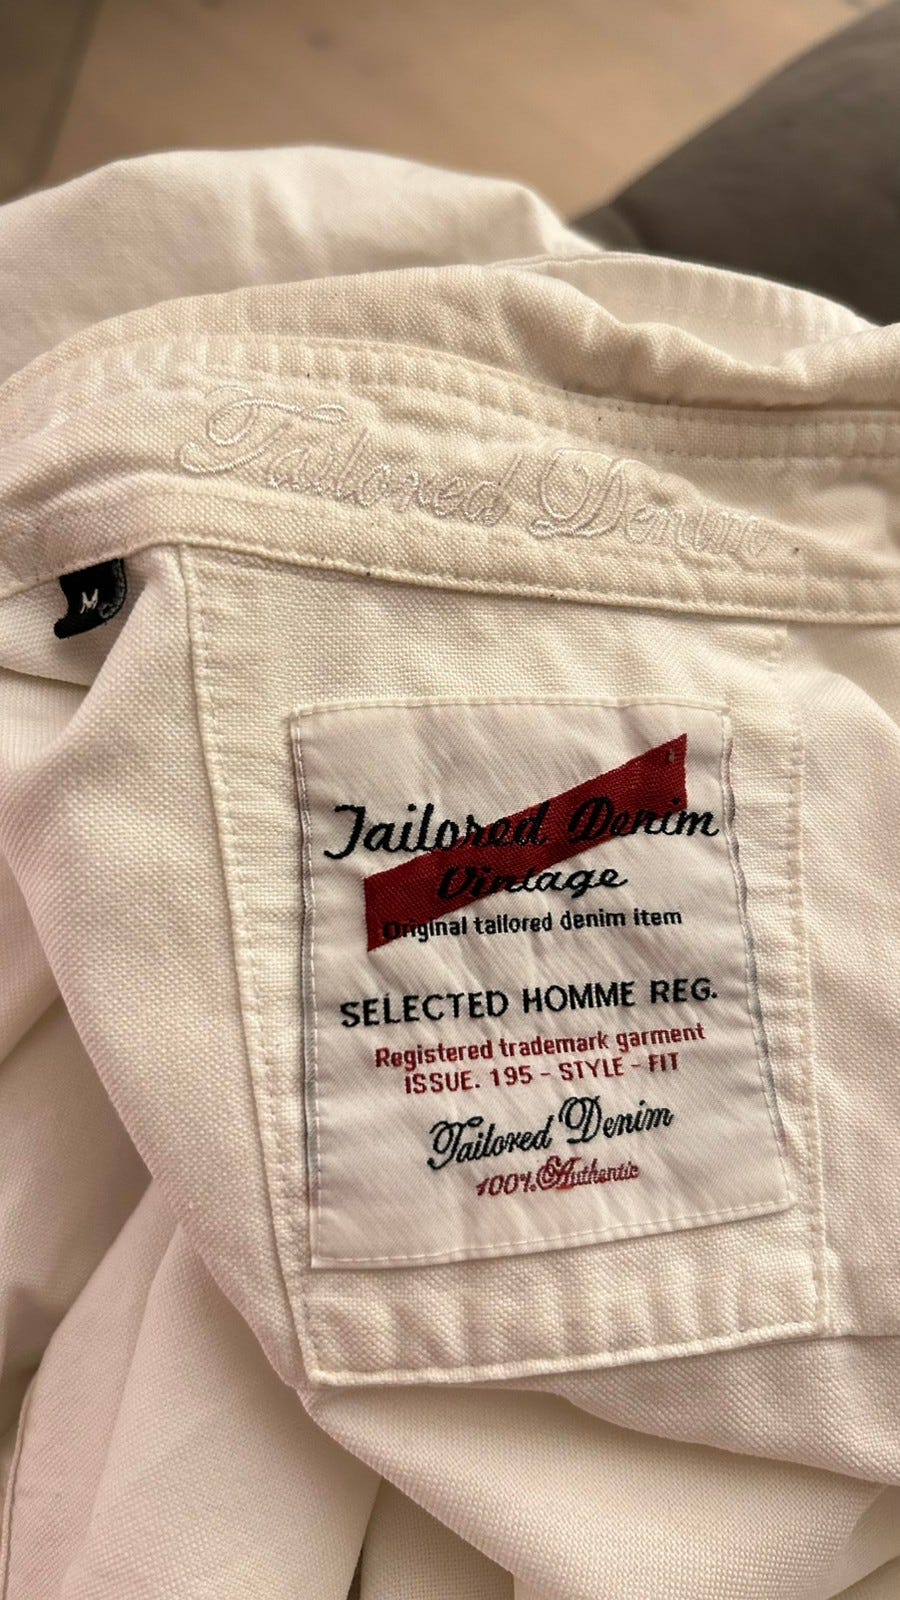 Tailored Denim
M
Tailored Denim
Vintage
Original tailored denim item
SELECTED HOMME REG.
Registered trademark garment
ISSUE. 195 - STYLE - FIT
Tailored Denim
100% Authentic